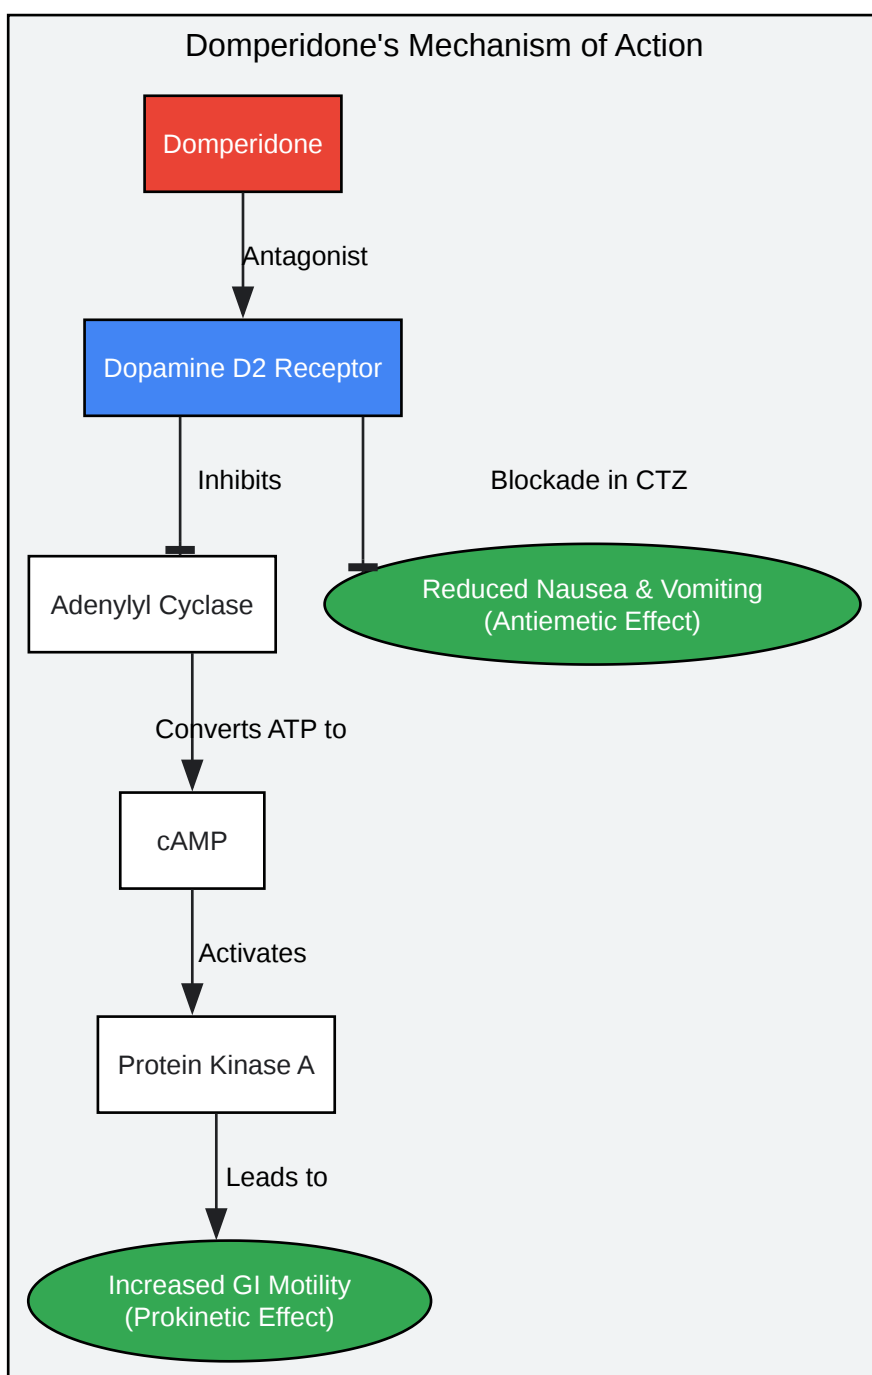 Domperidone's Mechanism of Action
Domperidone
Antagonist
Dopamine D2 Receptor
Inhibits
Blockade in CTZ
Adenylyl Cyclase
Reduced Nausea & Vomiting
(Antiemetic Effect)
Converts ATP to
cAMP
Activates
Protein Kinase A
Leads to
Increased GI Motility
(Prokinetic Effect)